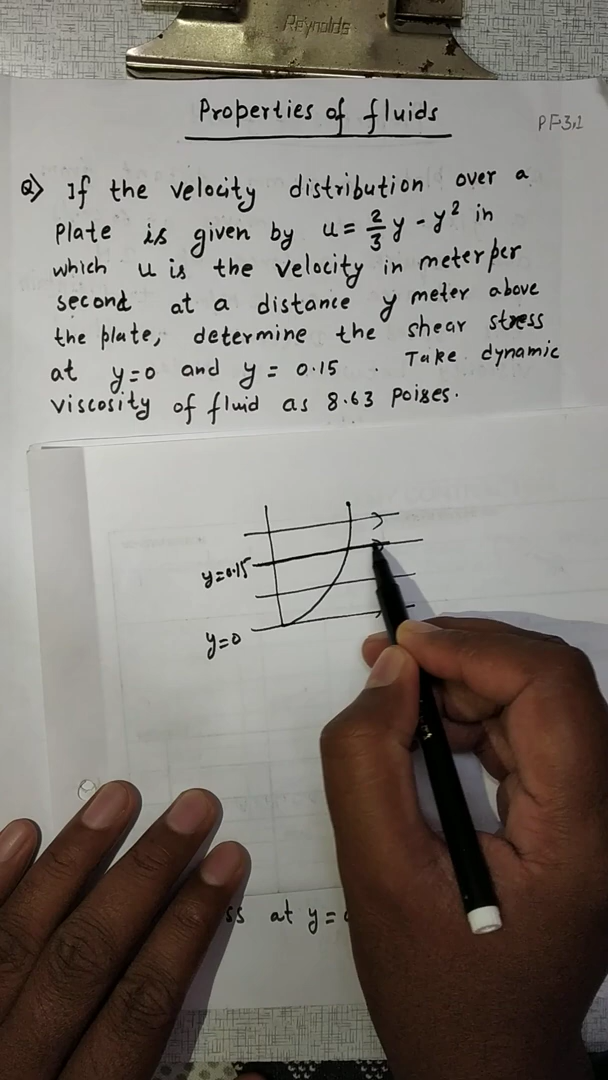 Reynolds
Properties of fluids
PF3,1
Q) If the velocity distribution over a
plate is given by u = 2/3 y - y² in
which u is the velocity in meter per
second at a distance y meter above
the plate, determine the shear stress
at y=0 and y = 0.15 . Take dynamic
viscosity of fluid as 8.63 poises.
y=0.15
y=0
ss at y=